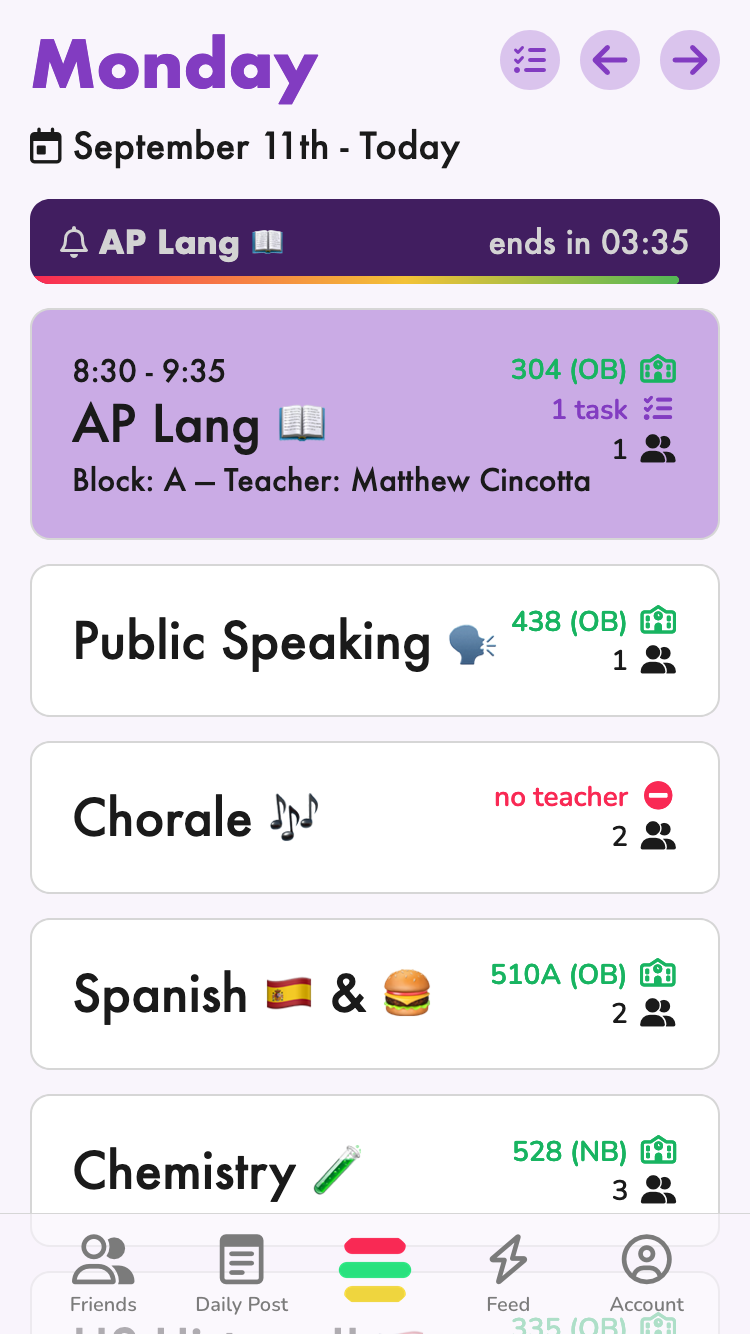 Monday
September 11th - Today
AP Lang 📖 ends in 03:35
8:30 - 9:35
304 (OB)
AP Lang 📖
1 task
1
Block: A – Teacher: Matthew Cincotta
Public Speaking 🗣️
438 (OB)
1
Chorale 🎶
no teacher
2
Spanish 🇪🇸 & 🍔
510A (OB)
2
Chemistry 🧪
528 (NB)
3
Friends
Daily Post
Feed
Account
335 (OB)